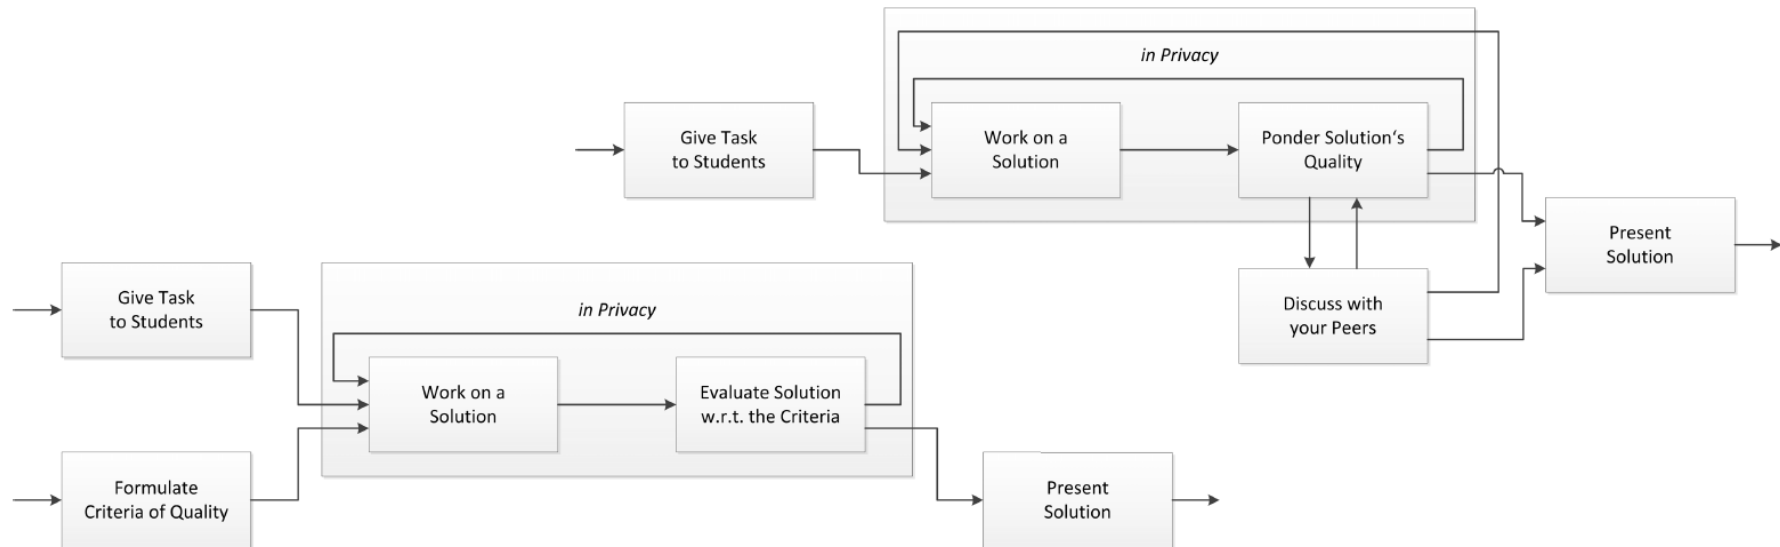 in Privacy
Give Task
to Students
Work on a
Solution
Ponder Solution‘s
Quality
Present
Solution
Discuss with
your Peers
Give Task
to Students
in Privacy
Work on a
Solution
Evaluate Solution
w.r.t. the Criteria
Formulate
Criteria of Quality
Present
Solution